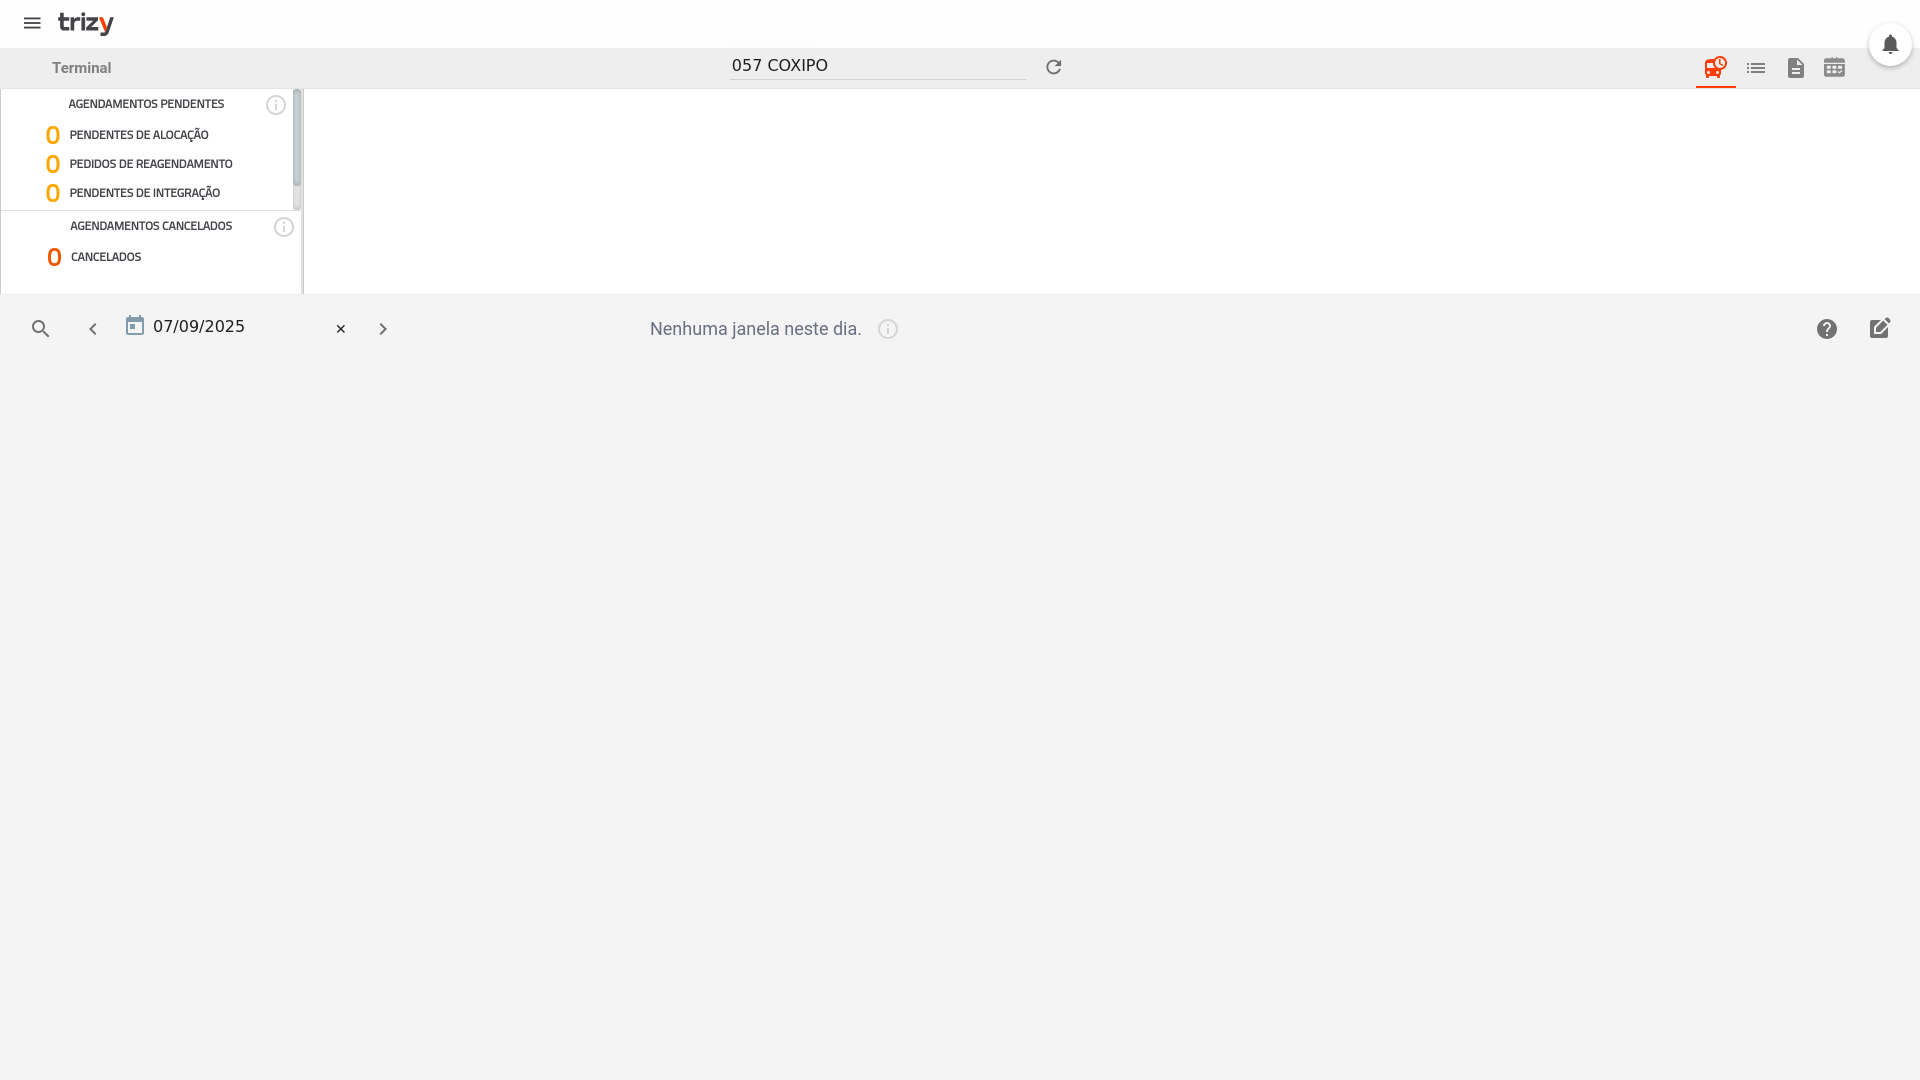 trizy
Terminal
057 COXIPO
AGENDAMENTOS PENDENTES
0 PENDENTES DE ALOCAÇÃO
0 PEDIDOS DE REAGENDAMENTO
0 PENDENTES DE INTEGRAÇÃO
AGENDAMENTOS CANCELADOS
0 CANCELADOS
07/09/2025
Nenhuma janela neste dia.